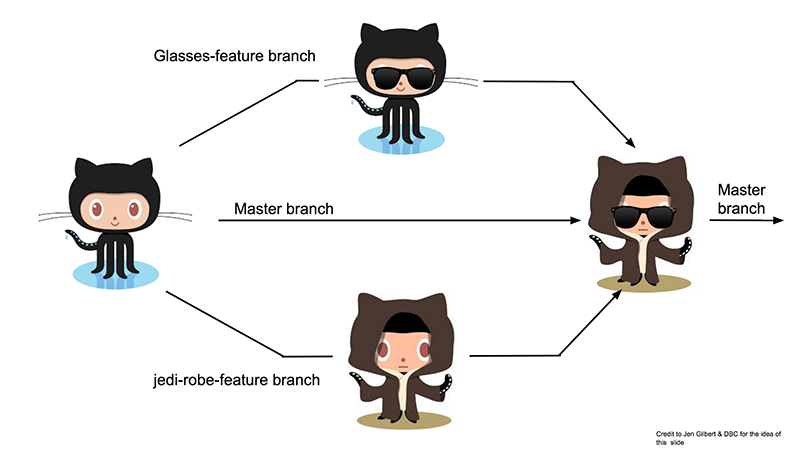 Glasses-feature branch
Master branch
Master
branch
jedi-robe-feature branch
Credit to Jen Gilbert & DBC for the idea of
this slide